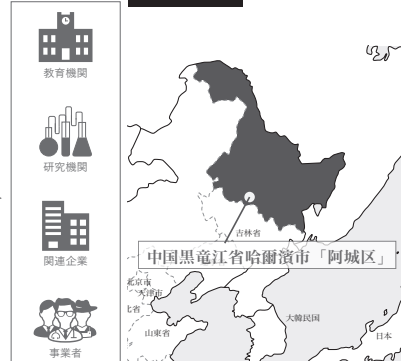 教育機関
研究機関
関連企業
事業者
吉林省
中国黒竜江省哈爾濱市「阿城区」
北京市
天津市
北省
山東省
大韓民国
日本